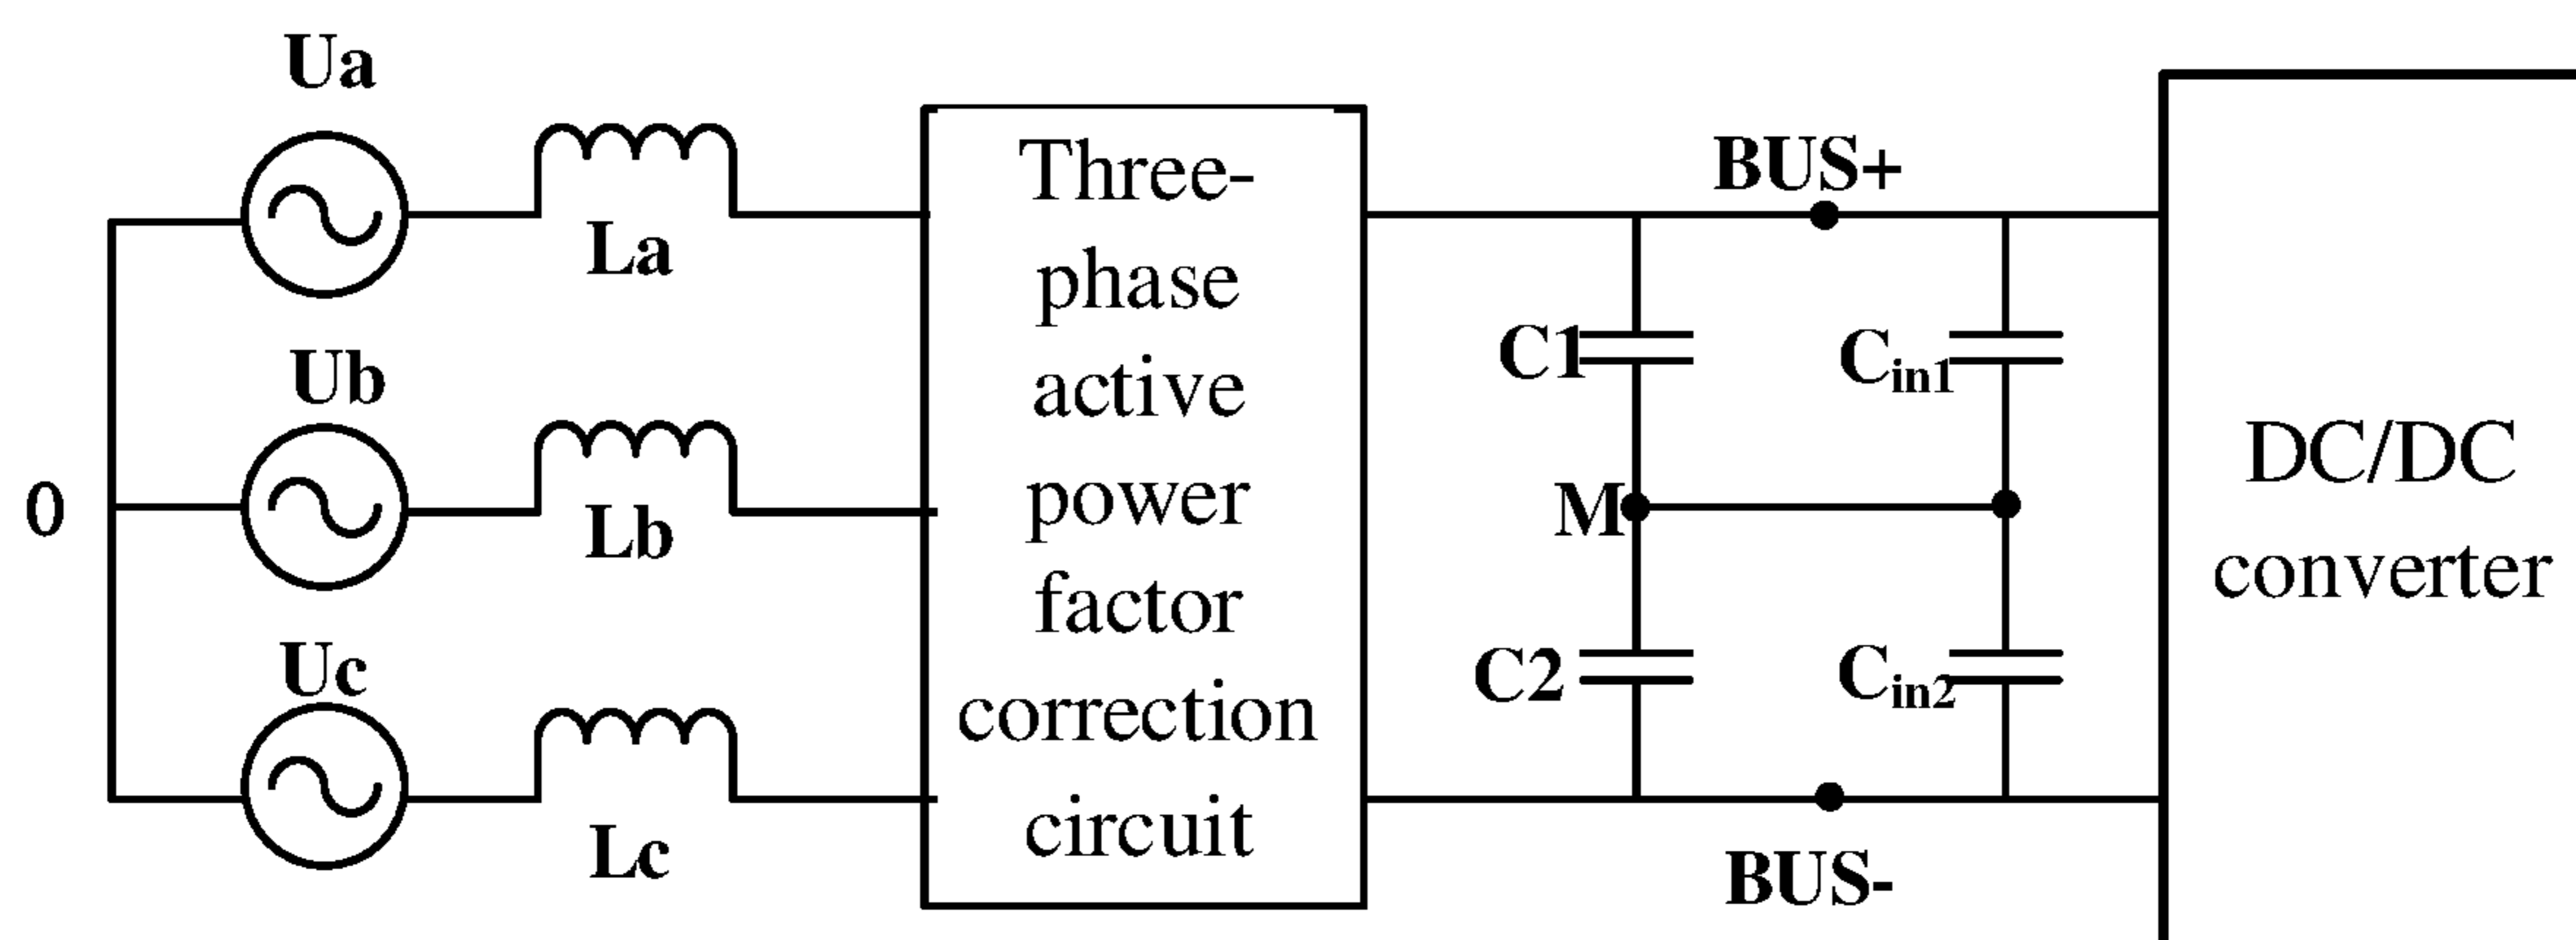 Ua
La
Ub
Lb
Uc
Lc
0
Three-
phase
active
power
factor
correction
circuit
BUS+
C1
Cin1
M
C2
Cin2
BUS-
DC/DC
converter